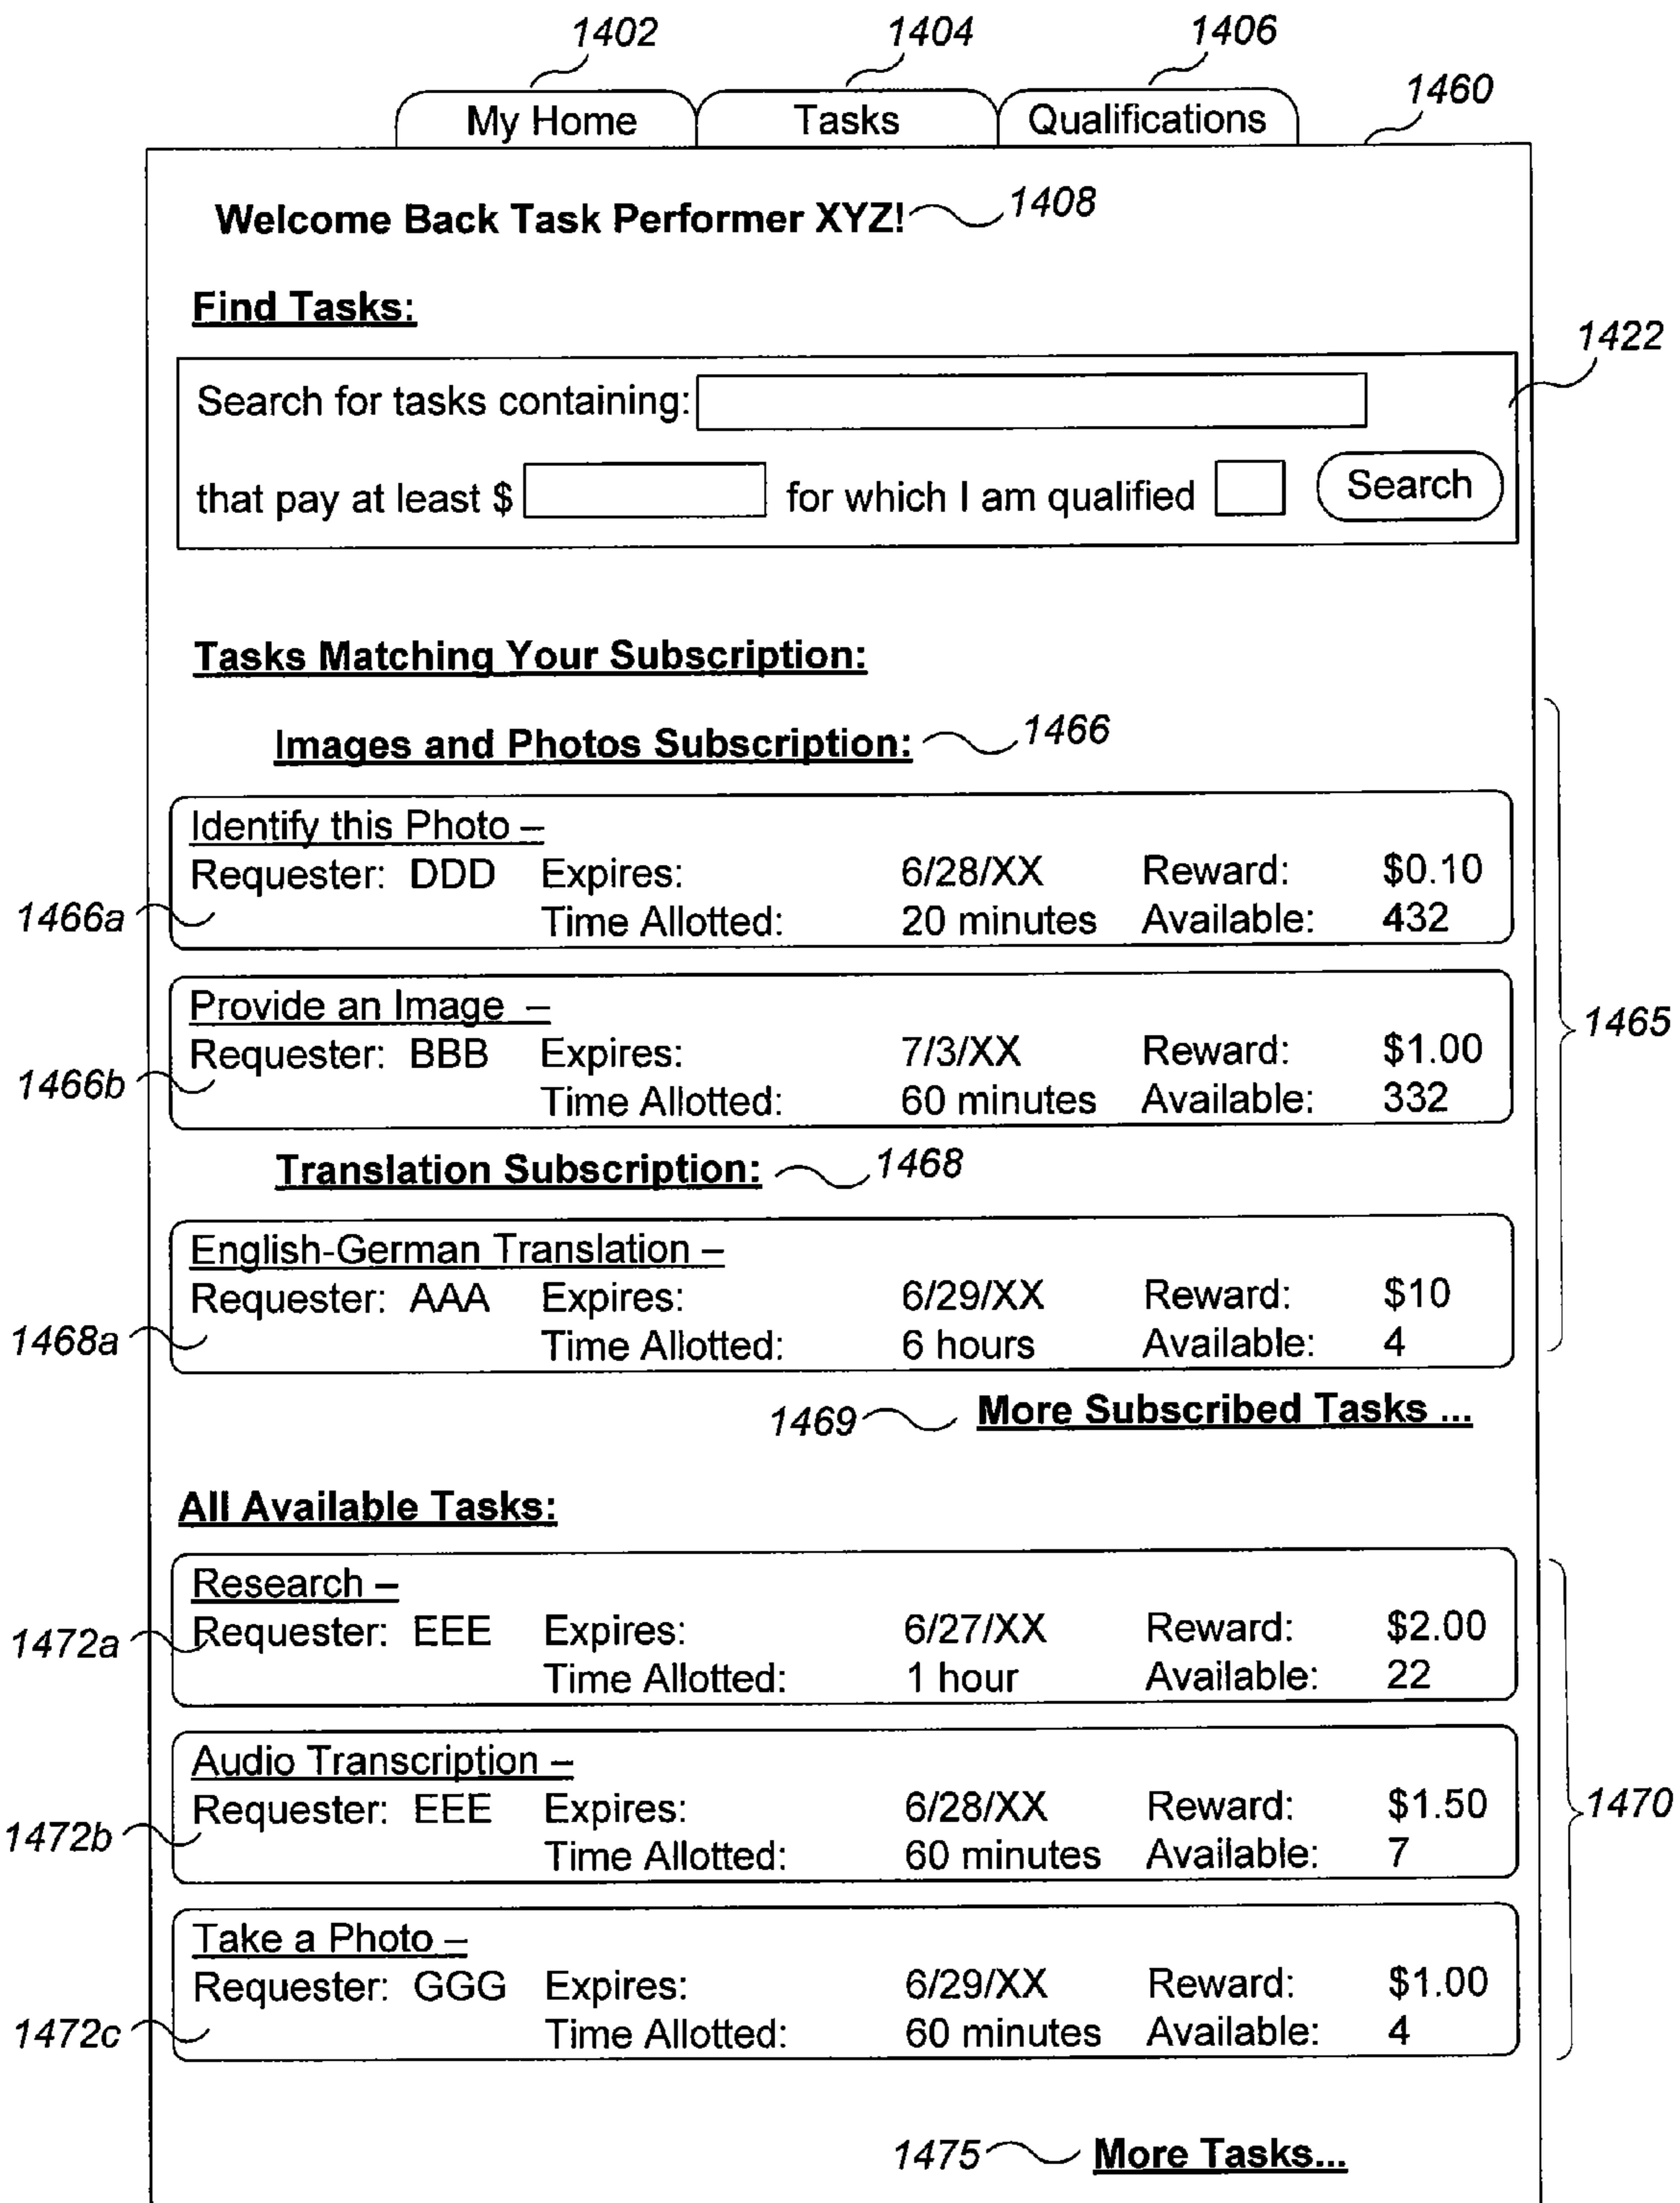 1402 1404 1406
1460
My Home Tasks Qualifications
Welcome Back Task Performer XYZ! 1408
Find Tasks:
1422
Search for tasks containing:
that pay at least $ for which I am qualified Search
Tasks Matching Your Subscription:
Images and Photos Subscription: 1466
Identify this Photo –
Requester: DDD Expires: 6/28/XX Reward: $0.10
1466a Time Allotted: 20 minutes Available: 432
Provide an Image –
1465
Requester: BBB Expires: 7/3/XX Reward: $1.00
1466b Time Allotted: 60 minutes Available: 332
Translation Subscription: 1468
English-German Translation –
Requester: AAA Expires: 6/29/XX Reward: $10
1468a Time Allotted: 6 hours Available: 4
1469 More Subscribed Tasks ...
All Available Tasks:
Research –
1472a Requester: EEE Expires: 6/27/XX Reward: $2.00
Time Allotted: 1 hour Available: 22
Audio Transcription –
Requester: EEE Expires: 6/28/XX Reward: $1.50 1470
1472b Time Allotted: 60 minutes Available: 7
Take a Photo –
Requester: GGG Expires: 6/29/XX Reward: $1.00
1472c Time Allotted: 60 minutes Available: 4
1475 More Tasks...